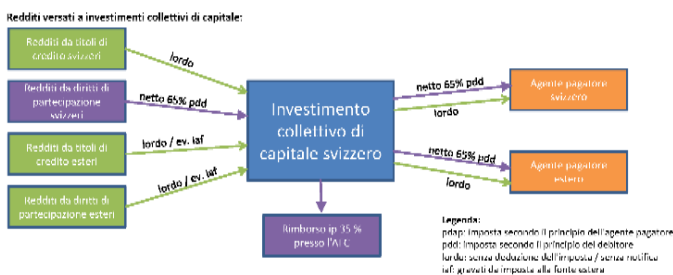 Redditi versati a investimenti collettivi di capitale:
Redditi da titoli di
credito svizzeri
lordo
Redditi da diritti di
partecipazione
svizzeri
netto 65% pdd
Redditi da titoli di
credito esteri
lordo / ev. iaf
Redditi da diritti di
partecipazione esteri
lordo / ev. iaf
Investimento
collettivo di
capitale svizzero
Rimborso ip 35 %
presso l'AFC
netto 65% pdd
lordo
Agente pagatore
svizzero
netto 65% pdd
lordo
Agente pagatore
estero
Legenda:
pdap: imposta secondo il principio dell'agente pagatore
pdd: imposta secondo il principio del debitore
lordo: senza deduzione dell'imposta / senza notifica
iaf: gravati da imposta alla fonte estera